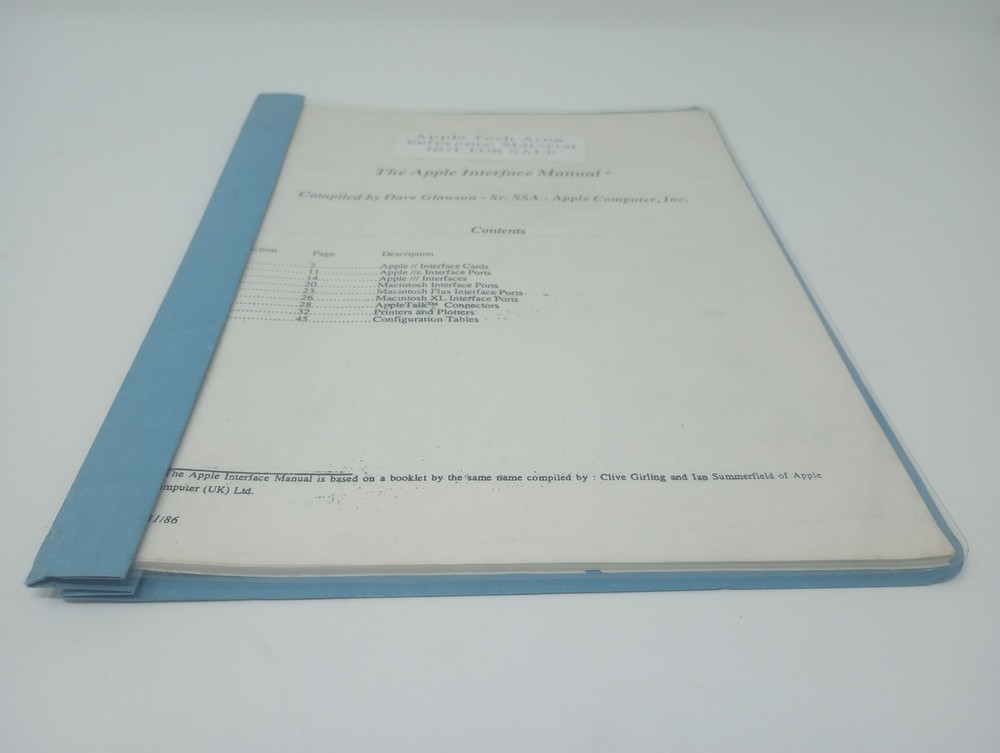 Apple Tech Area
Reference Material
NOT FOR SALE
The Apple Interface Manual *
Compiled by Dave Glawson - Sr. SSA - Apple Computer, Inc.
Contents
ction Page Description
2 Apple // Interface Cards
11 Apple //c Interface Ports
14 Apple /// Interfaces
20 Macintosh Interface Ports
23 Macintosh Plus Interface Ports
26 Macintosh XL Interface Ports
28 AppleTalk™ Connectors
32 Printers and Plotters
45 Configuration Tables
The Apple Interface Manual is based on a booklet by the same name compiled by : Clive Girling and Ian Summerfield of Apple
mputer (UK) Ltd.
11/86